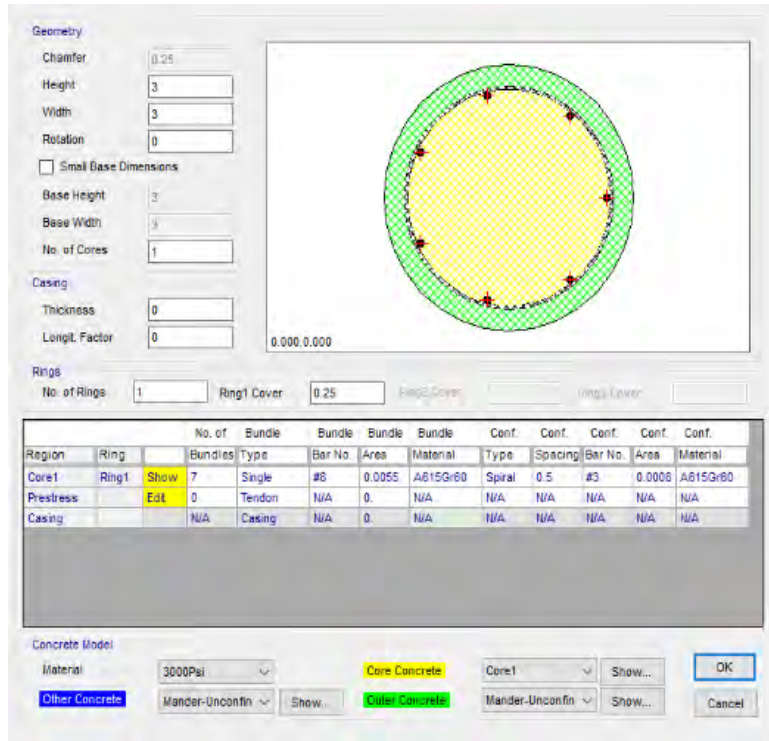 Geometry
Chamfer 0.25
Height 3
Width 3
Rotation 0
Small Base Dimensions
Base Height 3
Base Width 3
No. of Cores 1
Casing
Thickness 0
Longit. Factor 0
0.000,0.000
Rings
No. of Rings 1 Ring1 Cover 0.25 Ring2 Cover Ring3 Cover
No. of Bundle Bundle Bundle Bundle Conf. Conf. Conf. Conf. Conf.
Region Ring Bundles Type Bar No. Area Material Type Spacing Bar No. Area Material
Core1 Ring1 Show 7 Single #8 0.0055 A615Gr60 Spiral 0.5 #3 0.0008 A615Gr60
Prestress Edit 0 Tendon N/A 0. N/A N/A N/A N/A N/A N/A
Casing N/A Casing N/A 0. N/A N/A N/A N/A N/A N/A
Concrete Model
Material 3000Psi Core Concrete Core1 Show... OK
Other Concrete Mander-Unconfin Show... Outer Concrete Mander-Unconfin Show... Cancel